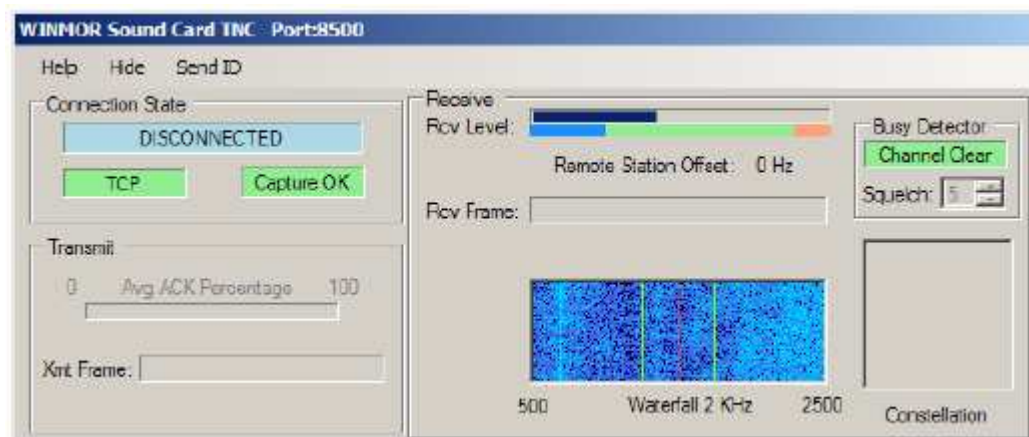 WINMOR Sound Card TNC Port:8500
Help Hide Send ID
Connection State
DISCONNECTED
TCP Capture OK
Transmit
0 Avg ACK Percentage 100
Xmt Frame:
Receive
Rcv Level:
Remote Station Offset: 0 Hz
Rcv Frame:
500 Waterfall 2 KHz 2500
Busy Detector
Channel Clear
Squelch: 5
Constellation